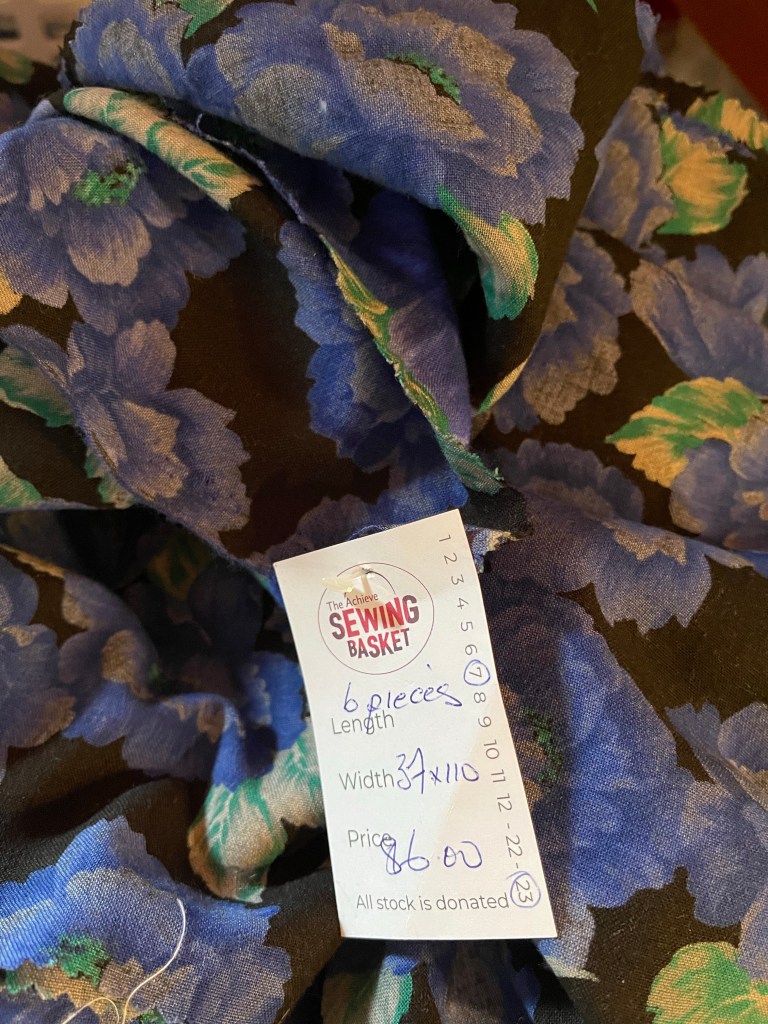 The Achieve
SEWING
BASKET
6 pieces
Length
Width 37x110
Price $6.00
All stock is donated
1 2 3 4 5 6 7 8 9 10 11 12 - 22 - 23